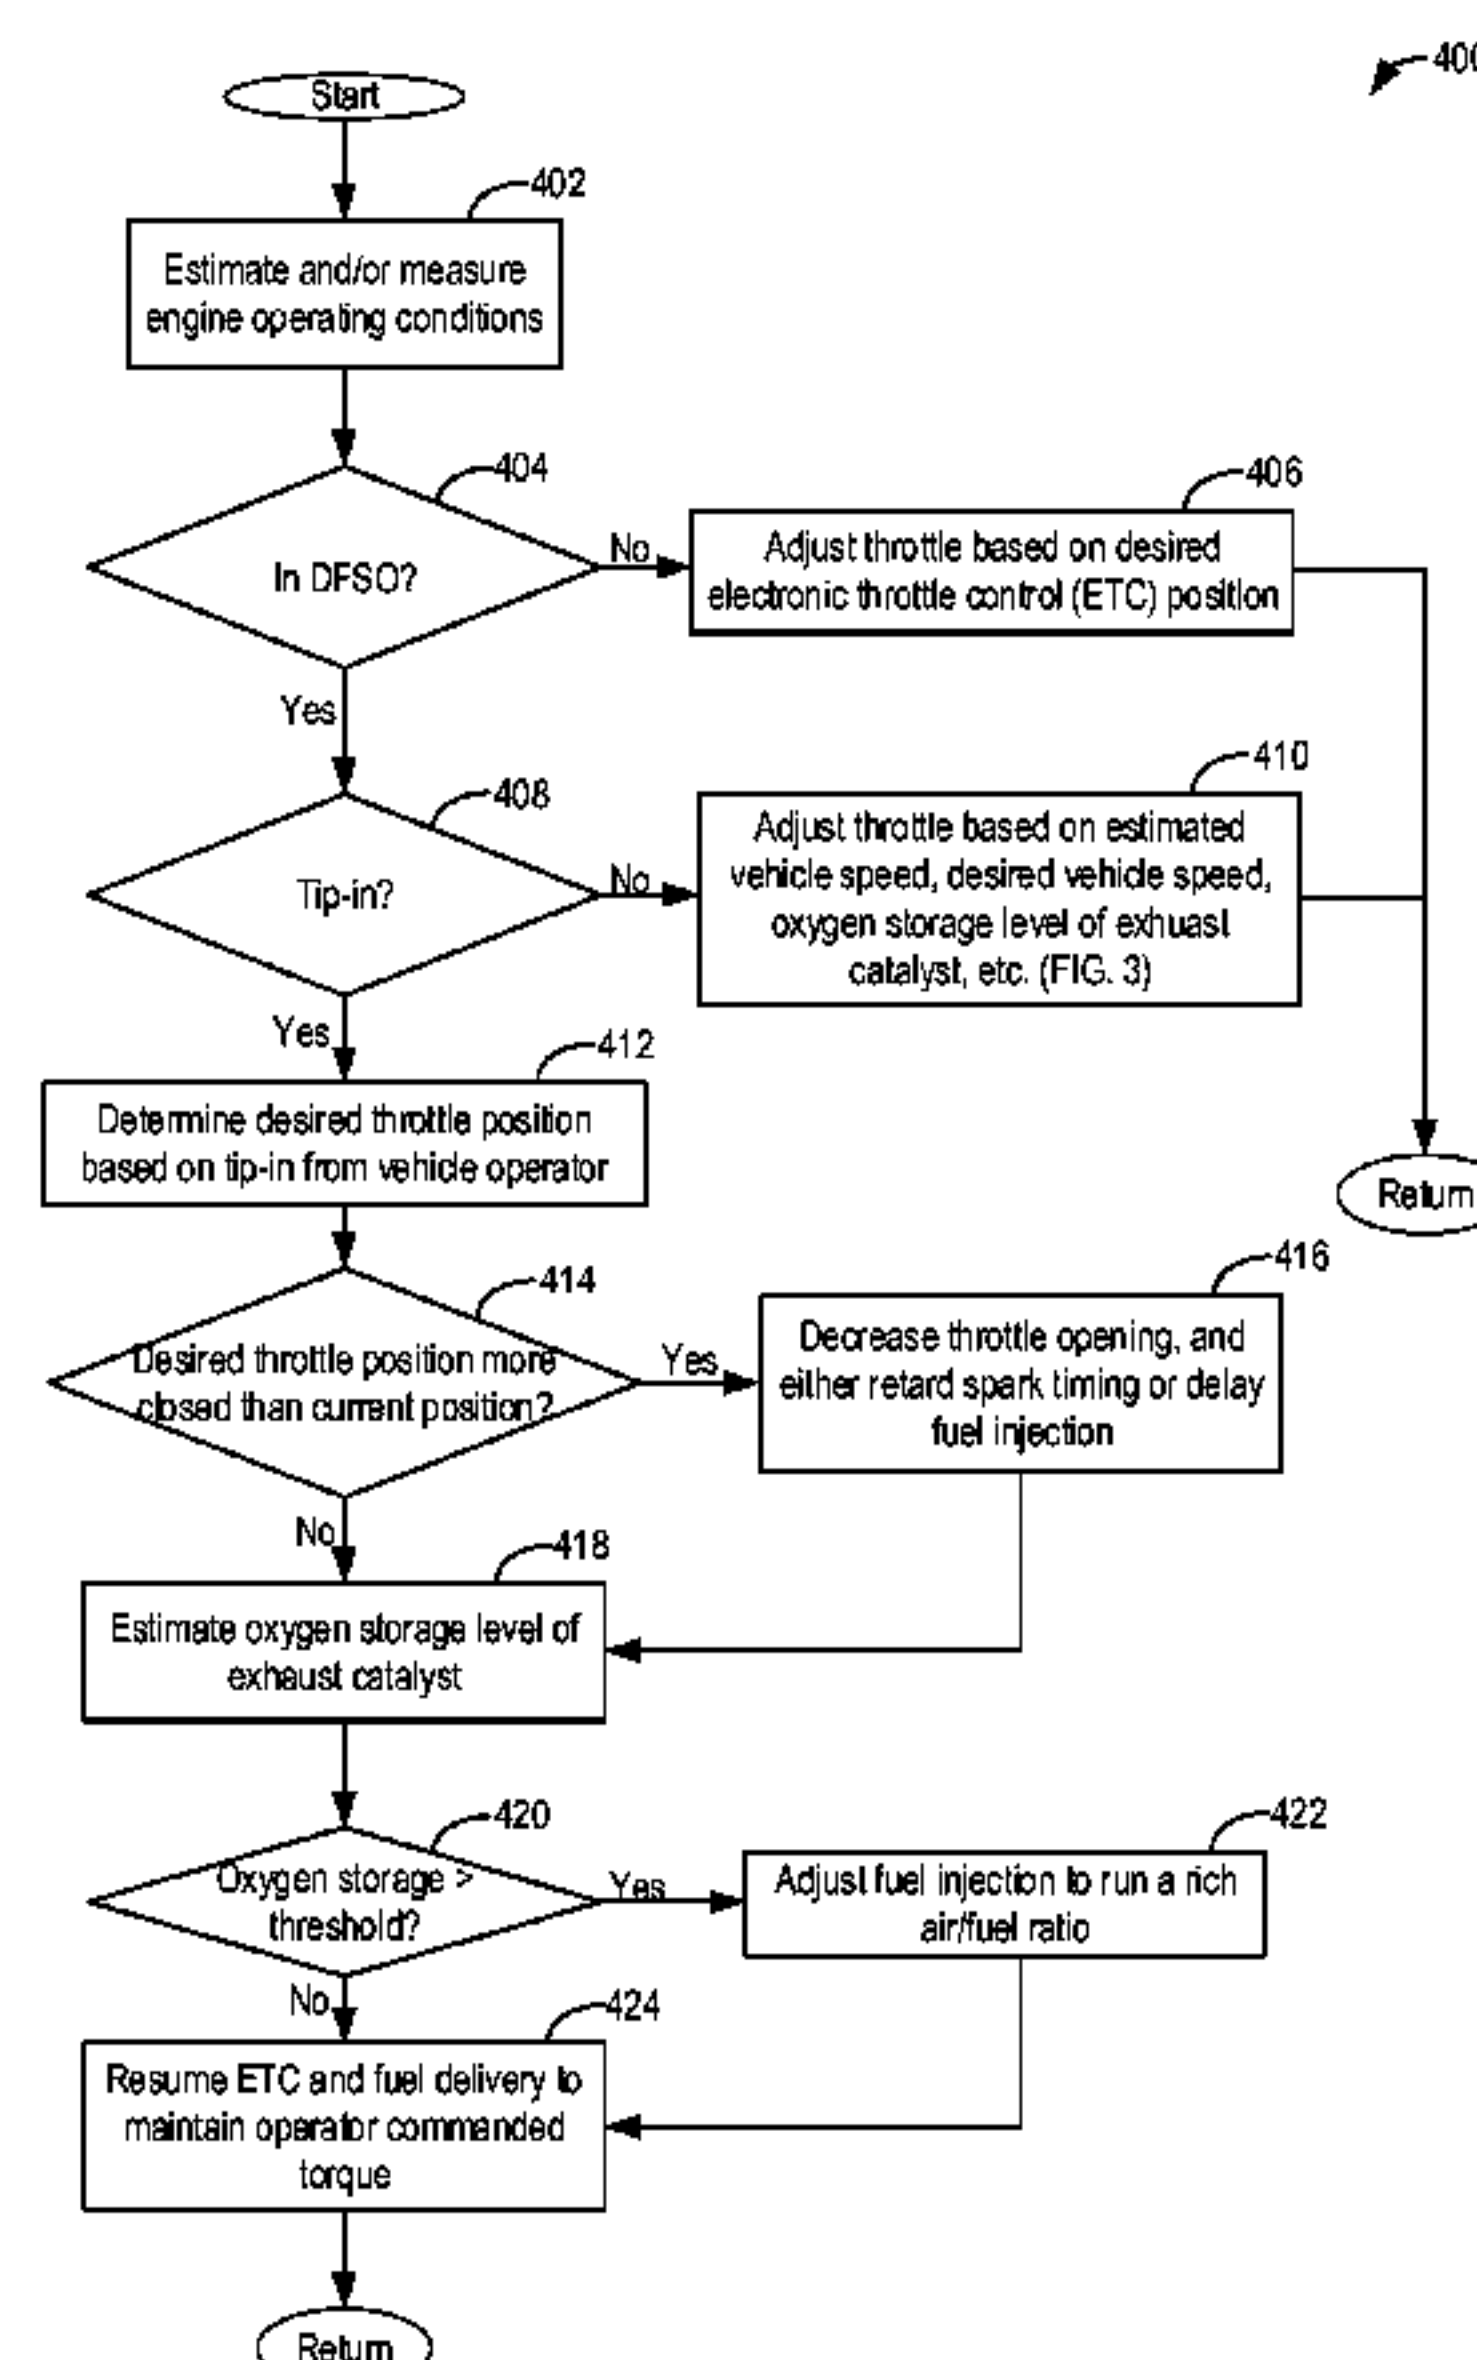 400
Start
402
Estimate and/or measure
engine operating conditions
404
In DFSO?
No
406
Adjust throttle based on desired
electronic throttle control (ETC) position
Yes
408
Tip-in?
No
410
Adjust throttle based on estimated
vehicle speed, desired vehicle speed,
oxygen storage level of exhuast
catalyst, etc. (FIG. 3)
Yes
412
Determine desired throttle position
based on tip-in from vehicle operator
Return
414
Desired throttle position more
closed than current position?
Yes
416
Decrease throttle opening, and
either retard spark timing or delay
fuel injection
No
418
Estimate oxygen storage level of
exhaust catalyst
420
Oxygen storage >
threshold?
Yes
422
Adjust fuel injection to run a rich
air/fuel ratio
No
424
Resume ETC and fuel delivery to
maintain operator commanded
torque
Return